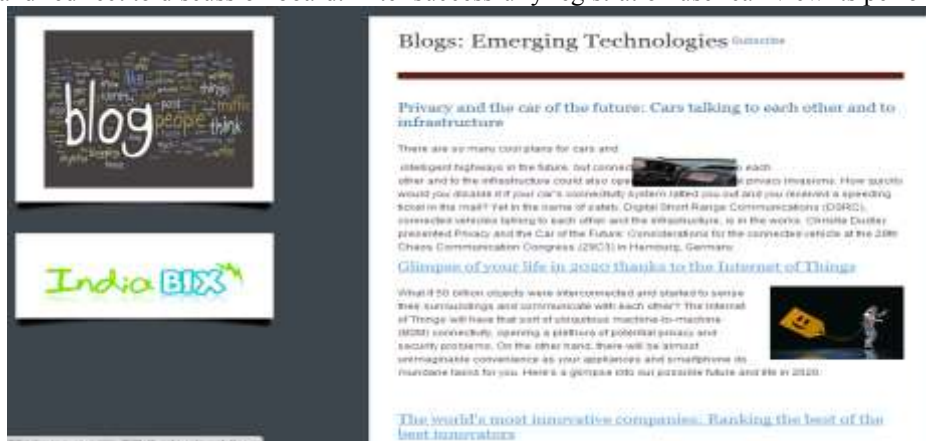 blog
people
think
India BIX
Blogs: Emerging Technologies Subscribe
Privacy and the car of the future: Cars talking to each other and to
infrastructure
There are so many cool plans for cars and
intelligent highways in the future, but each
other and to the infrastructure could also privacy invasions. How quickly
would you disable it if your car's connectivity system ratted you out and you received a speeding
ticket in the mail? Yet in the name of safety, Digital Short Range Communications (DSRC),
connected vehicles talking to each other and the infrastructure, is in the works. Christie Dudley
presented Privacy and the Car of the Future: Considerations for the connected vehicle at the 29th
Chaos Communication Congress (29C3) in Hamburg, Germany
Glimpse of your life in 2020 thanks to the Internet of Things
What if 50 billion objects were interconnected and started to sense
their surroundings and communicate with each other? The Internet
of Things will have that sort of ubiquitous machine-to-machine
(M2M) connectivity, opening a plethora of potential privacy and
security problems. On the other hand, there will be almost
unimaginable convenience as your appliances and smartphone do
mundane tasks for you. Here's a glimpse into our possible future and life in 2020.
The world's most innovative companies: Ranking the best of the
best innovators